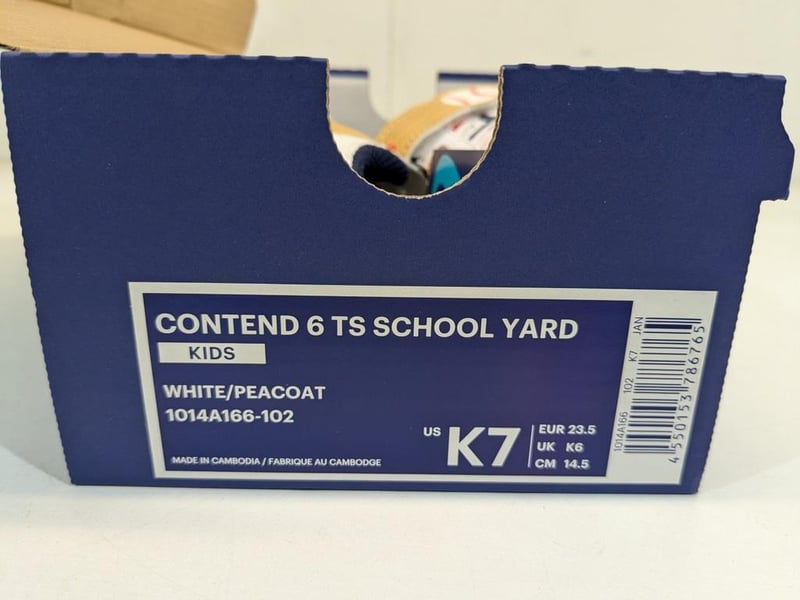 CONTEND 6 TS SCHOOL YARD
KIDS
WHITE/PEACOAT
1014A166-102
US K7
EUR 23.5
UK K6
CM 14.5
MADE IN CAMBODIA / FABRIQUE AU CAMBODGE
1014A166 102 K7 JAN
4550153786765